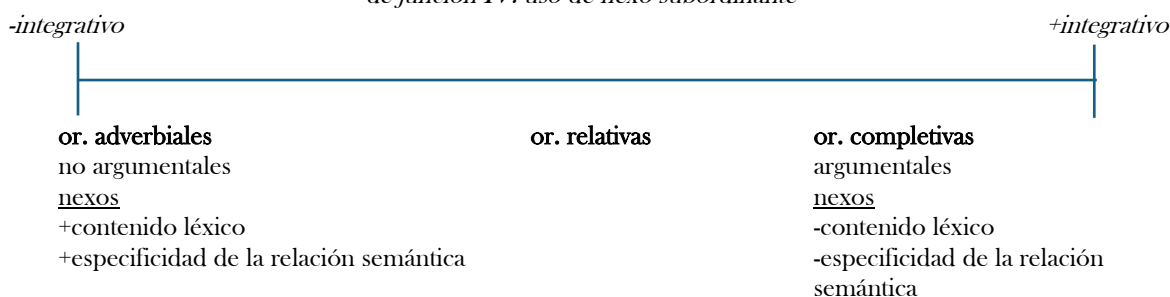 de función IV: uso de nexo subordinante
-integrativo +integrativo
or. adverbiales or. relativas or. completivas
no argumentales argumentales
nexos nexos
+contenido léxico -contenido léxico
+especificidad de la relación semántica -especificidad de la relación
semántica